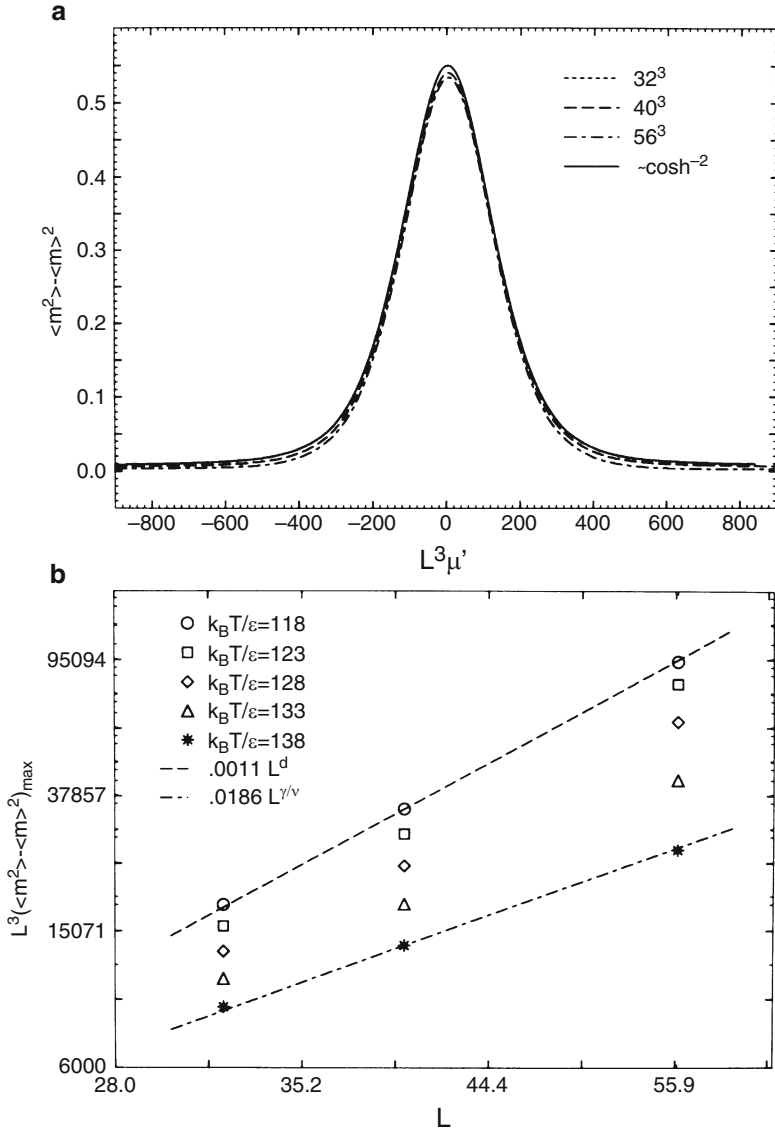 a
0.5
0.4
0.3
0.2
0.1
0.0
<m²>-<m>²
32³
40³
56³
~cosh⁻²
−800 −600 −400 −200 0 200 400 600 800
L³μ'
b
95094
37857
15071
6000
L³(<m²>-<m>²)max
k_BT/ε=118
k_BT/ε=123
k_BT/ε=128
k_BT/ε=133
k_BT/ε=138
.0011 L^d
.0186 L^γ/ν
28.0 35.2 44.4 55.9
L